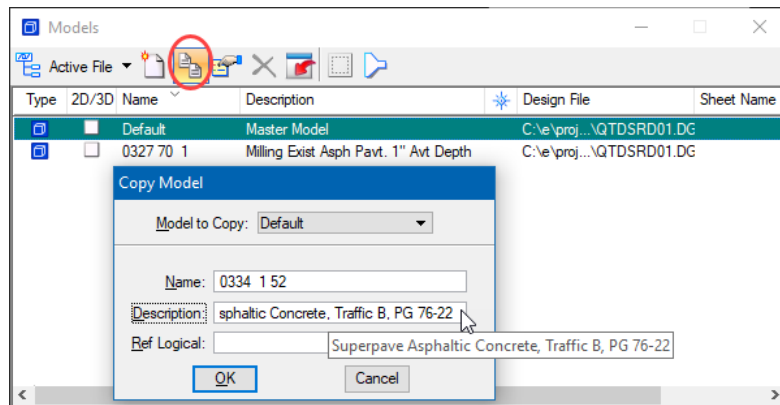 Models
Active File
Type 2D/3D Name Description Design File Sheet Name
Default Master Model C:\e\proj...\QTDSRD01.DG
0327 70 1 Milling Exist Asph Pavt. 1" Avt Depth C:\e\proj...\QTDSRD01.DG
Copy Model
Model to Copy: Default
Name: 0334 1 52
Description: sphaltic Concrete, Traffic B, PG 76-22
Superpave Asphaltic Concrete, Traffic B, PG 76-22
Ref Logical:
OK Cancel